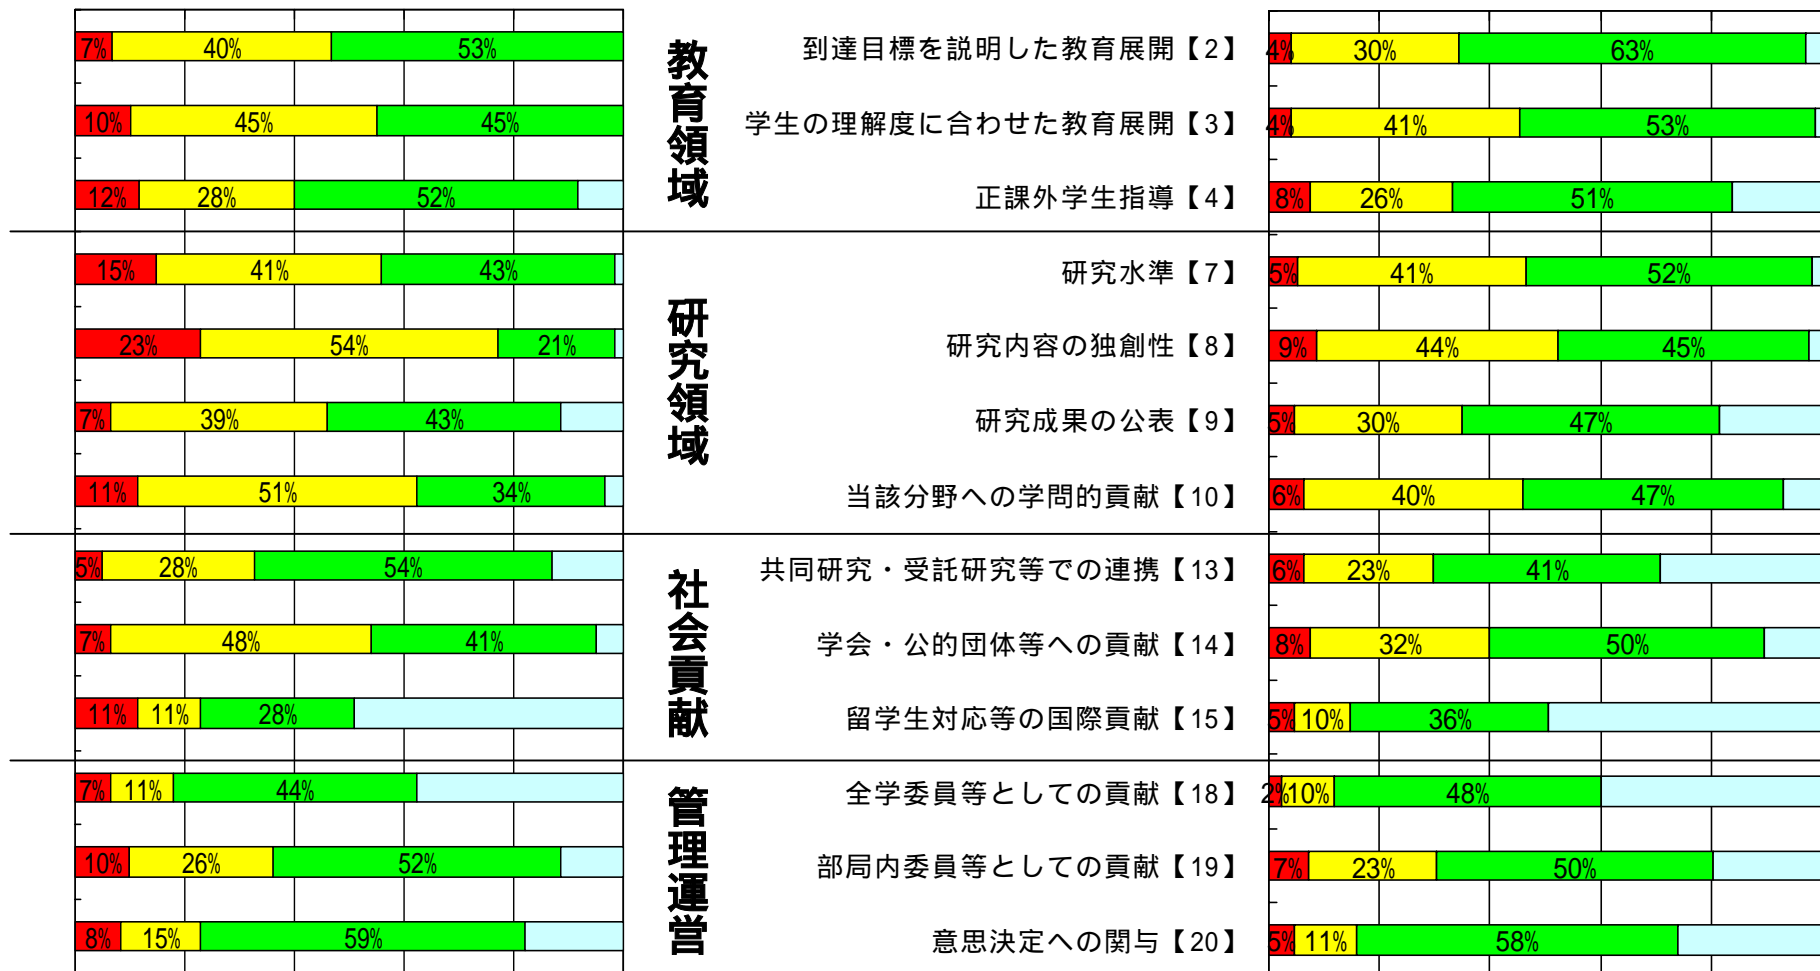 7% 40% 53% 到達目標を説明した教育展開【2】 4% 30% 63%
10% 45% 45% 学生の理解度に合わせた教育展開【3】 4% 41% 53%
12% 28% 52% 正課外学生指導【4】 8% 26% 51%
教育領域
15% 41% 43% 研究水準【7】 5% 41% 52%
23% 54% 21% 研究内容の独創性【8】 9% 44% 45%
7% 39% 43% 研究成果の公表【9】 5% 30% 47%
11% 51% 34% 当該分野への学問的貢献【10】 6% 40% 47%
研究領域
5% 28% 54% 共同研究・受託研究等での連携【13】 6% 23% 41%
7% 48% 41% 学会・公的団体等への貢献【14】 8% 32% 50%
11% 11% 28% 留学生対応等の国際貢献【15】 5% 10% 36%
社会貢献
7% 11% 44% 全学委員等としての貢献【18】 2% 10% 48%
10% 26% 52% 部局内委員等としての貢献【19】 7% 23% 50%
8% 15% 59% 意思決定への関与【20】 5% 11% 58%
管理運営